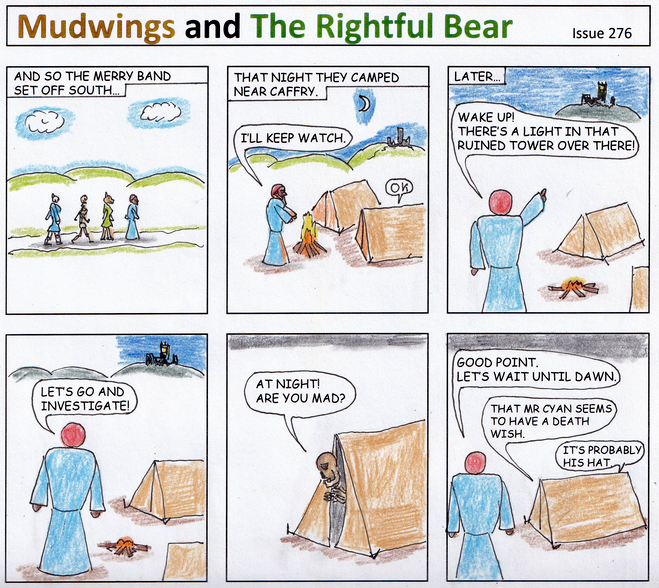 Mudwings and The Rightful Bear
Issue 276
AND SO THE MERRY BAND
SET OFF SOUTH...
THAT NIGHT THEY CAMPED
NEAR CAFFRY.
I'LL KEEP WATCH.
OK
LATER...
WAKE UP!
THERE'S A LIGHT IN THAT
RUINED TOWER OVER THERE!
LET'S GO AND
INVESTIGATE!
AT NIGHT!
ARE YOU MAD?
GOOD POINT.
LET'S WAIT UNTIL DAWN.
THAT MR CYAN SEEMS
TO HAVE A DEATH
WISH.
IT'S PROBABLY
HIS HAT.